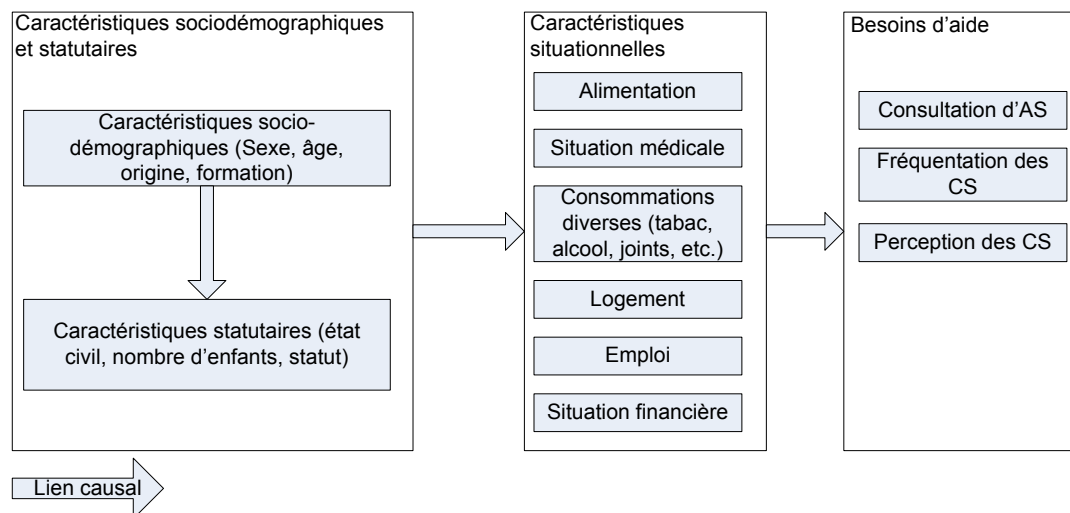 Caractéristiques sociodémographiques
et statutaires
Caractéristiques socio-
démographiques (Sexe, âge,
origine, formation)
Caractéristiques statutaires (état
civil, nombre d'enfants, statut)
Caractéristiques
situationnelles
Alimentation
Situation médicale
Consommations
diverses (tabac,
alcool, joints, etc.)
Logement
Emploi
Situation financière
Besoins d'aide
Consultation d'AS
Fréquentation des
CS
Perception des CS
Lien causal